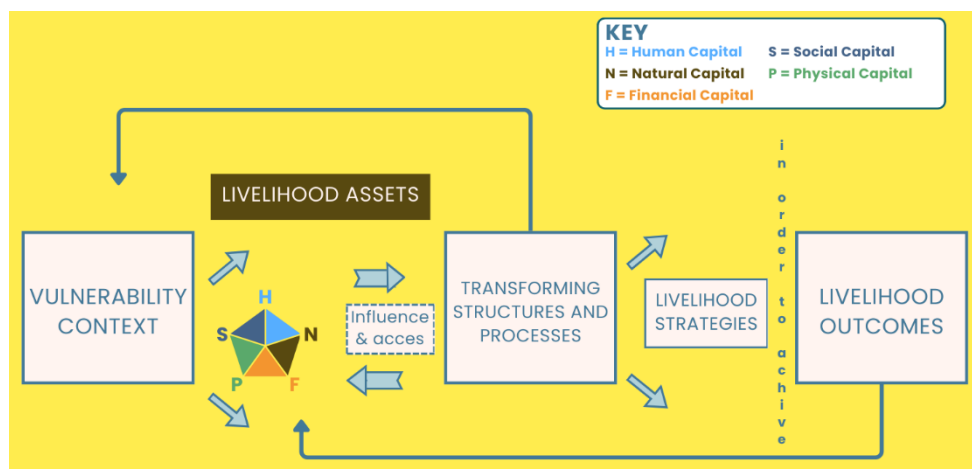 KEY
H = Human Capital
S = Social Capital
N = Natural Capital
P = Physical Capital
F = Financial Capital
LIVELIHOOD ASSETS
VULNERABILITY
CONTEXT
H
S
N
P
F
Influence
& acces
TRANSFORMING
STRUCTURES AND
PROCESSES
LIVELIHOOD
STRATEGIES
in order to achive
LIVELIHOOD
OUTCOMES